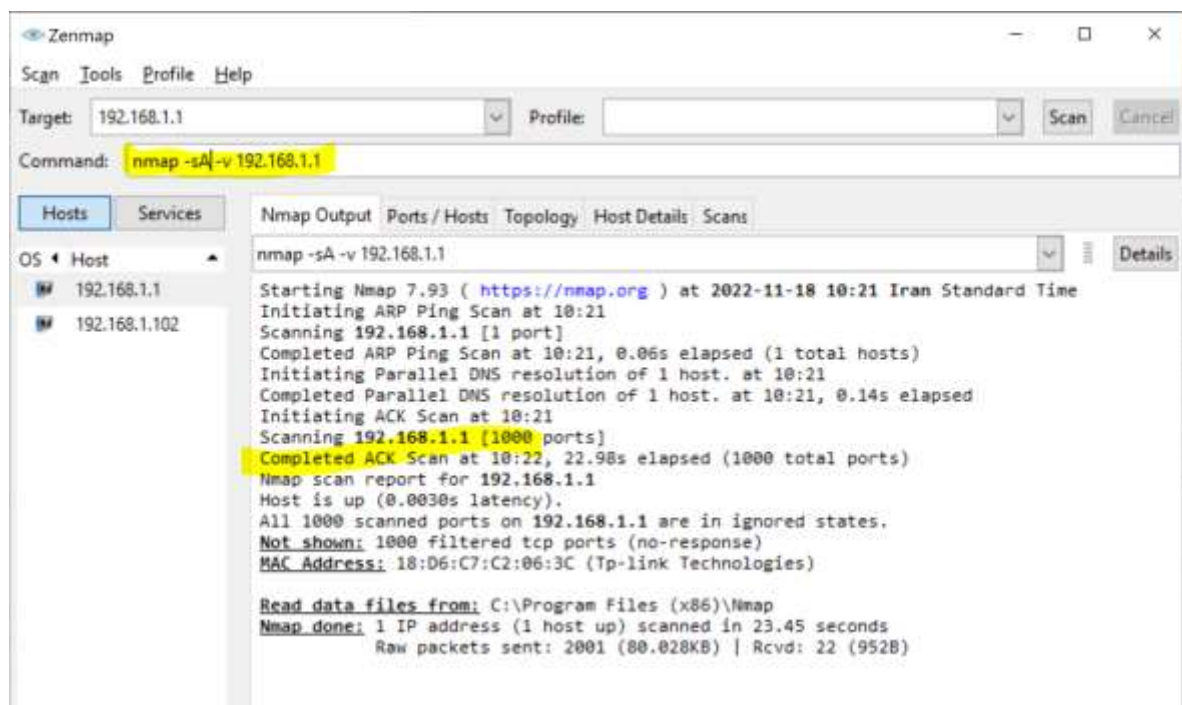 Zenmap
Scan Tools Profile Help
Target: 192.168.1.1 Profile: Scan Cancel
Command: nmap -sA -v 192.168.1.1
Hosts Services Nmap Output Ports / Hosts Topology Host Details Scans
OS Host nmap -sA -v 192.168.1.1 Details
192.168.1.1
192.168.1.102
Starting Nmap 7.93 ( https://nmap.org ) at 2022-11-18 10:21 Iran Standard Time
Initiating ARP Ping Scan at 10:21
Scanning 192.168.1.1 [1 port]
Completed ARP Ping Scan at 10:21, 0.06s elapsed (1 total hosts)
Initiating Parallel DNS resolution of 1 host. at 10:21
Completed Parallel DNS resolution of 1 host. at 10:21, 0.14s elapsed
Initiating ACK Scan at 10:21
Scanning 192.168.1.1 [1000 ports]
Completed ACK Scan at 10:22, 22.98s elapsed (1000 total ports)
Nmap scan report for 192.168.1.1
Host is up (0.0030s latency).
All 1000 scanned ports on 192.168.1.1 are in ignored states.
Not shown: 1000 filtered tcp ports (no-response)
MAC Address: 18:D6:C7:C2:06:3C (Tp-link Technologies)
Read data files from: C:\Program Files (x86)\Nmap
Nmap done: 1 IP address (1 host up) scanned in 23.45 seconds
Raw packets sent: 2001 (80.028KB) | Rcvd: 22 (952B)